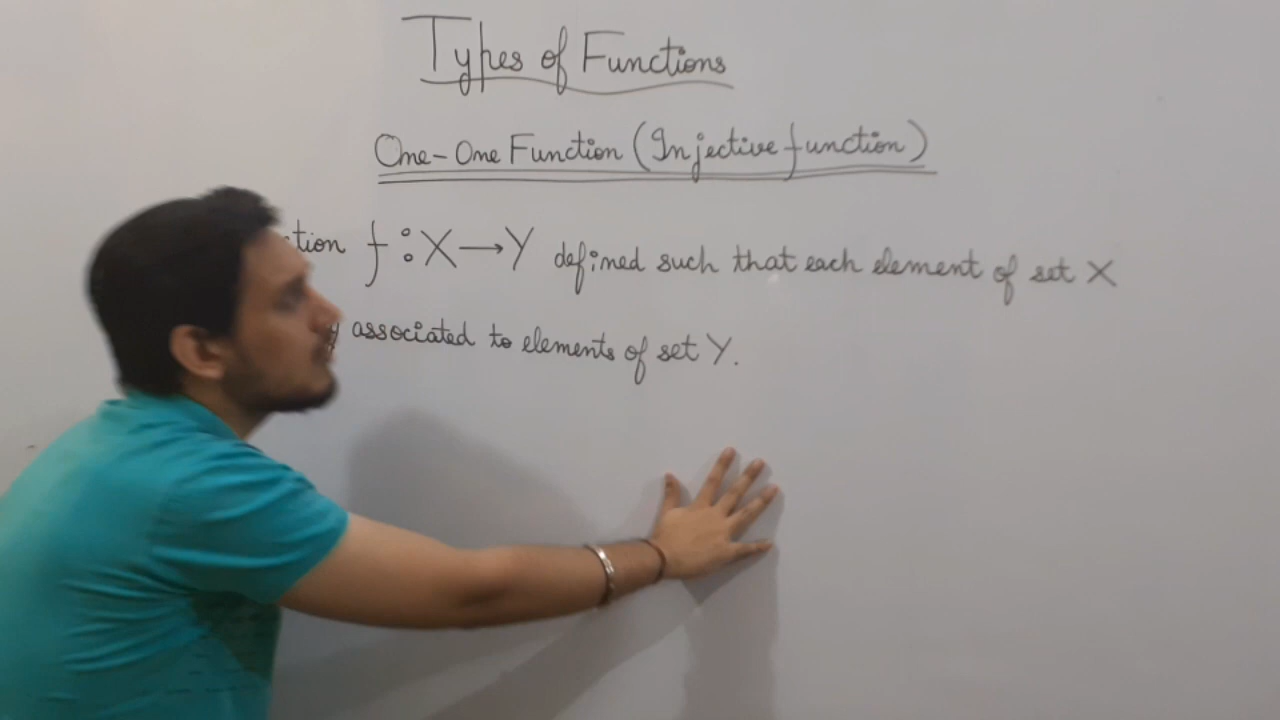 Types of Functions
One-One Function (Injective function)
f : X → Y defined such that each element of set X
associated to elements of set Y.